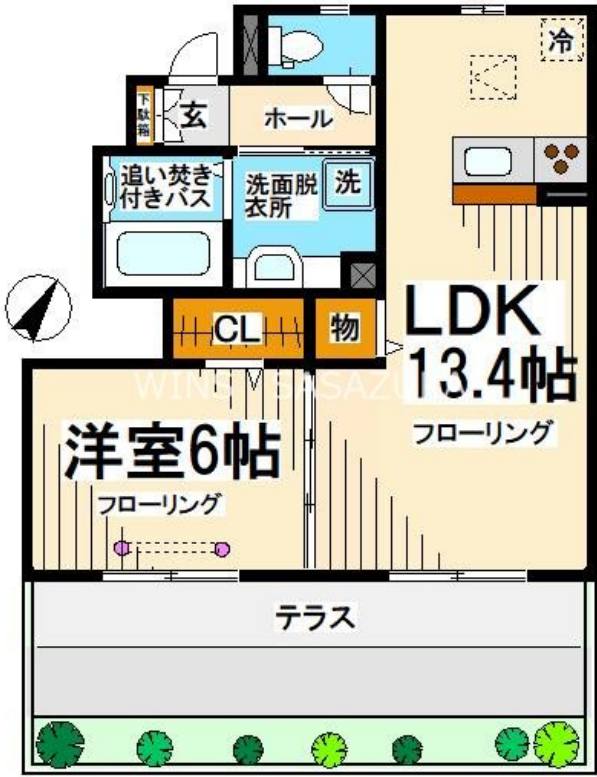 冷
下駄箱
玄
ホール
追い焚き
付きバス
洗面脱
衣所
洗
CL
物
LDK
13.4帖
フローリング
WINS SASAZU
洋室6帖
フローリング
テラス